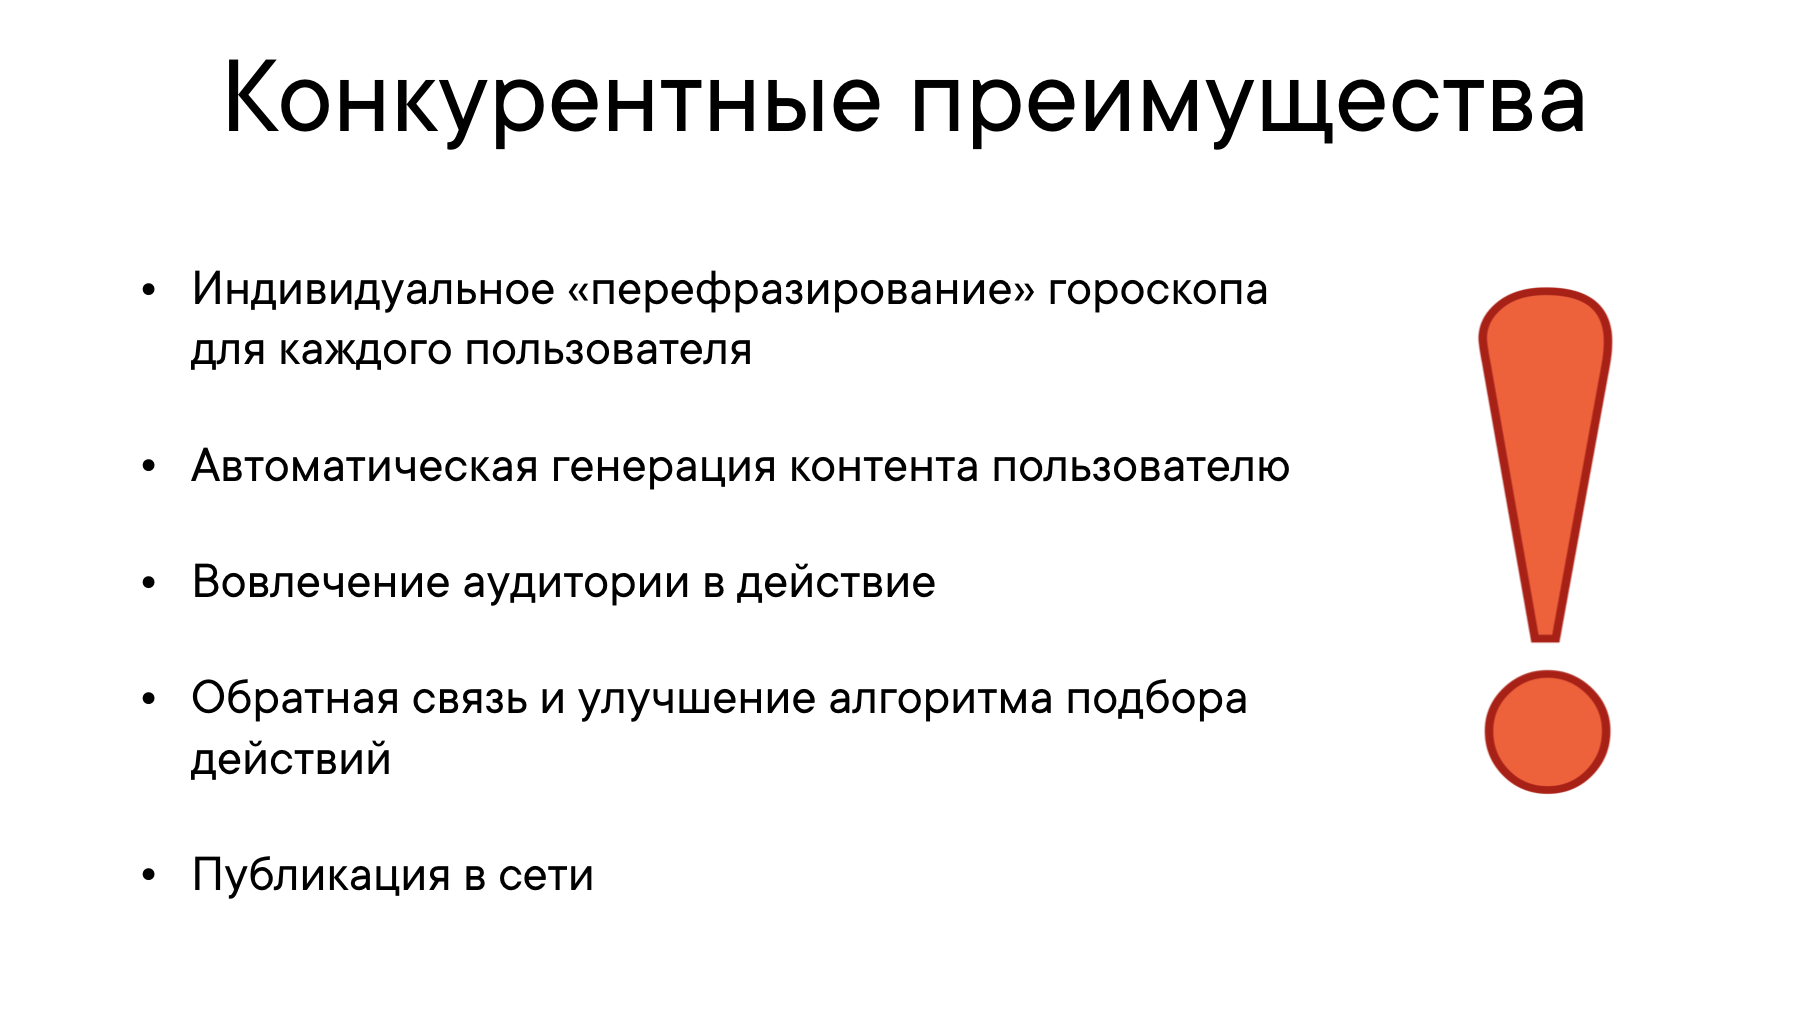 Конкурентные преимущества
• Индивидуальное «перефразирование» гороскопа
для каждого пользователя
• Автоматическая генерация контента пользователю
• Вовлечение аудитории в действие
• Обратная связь и улучшение алгоритма подбора
действий
• Публикация в сети